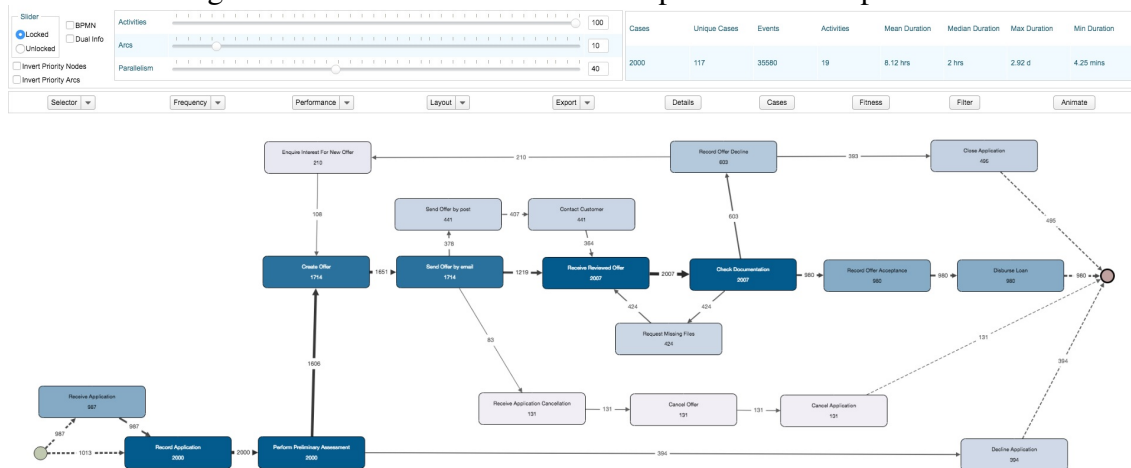 Slider
Locked
Unlocked
BPMN
Dual Info
Invert Priority Nodes
Invert Priority Arcs
Activities 100
Arcs 10
Parallelism 40
Cases Unique Cases Events Activities Mean Duration Median Duration Max Duration Min Duration
2000 117 35580 19 8.12 hrs 2 hrs 2.92 d 4.25 mins
Selector Frequency Performance Layout Export Details Cases Fitness Filter Animate
Enquire Interest For New Offer
210
210
Record Offer Decline
603
393
Close Application
495
108
Send Offer by post
441
407
Contact Customer
441
603
495
376
364
Create Offer
1714
1651
Send Offer by email
1714
1219
Receive Reviewed Offer
2007
2007
Check Documentation
2007
980
Record Offer Acceptance
980
980
Disburse Loan
980
980
424
424
Request Missing Files
424
83
131
1606
394
Receive Application
987
Receive Application Cancellation
131
131
Cancel Offer
131
131
Cancel Application
131
987
987
1013
Record Application
2000
2000
Perform Preliminary Assessment
2000
394
Decline Application
394